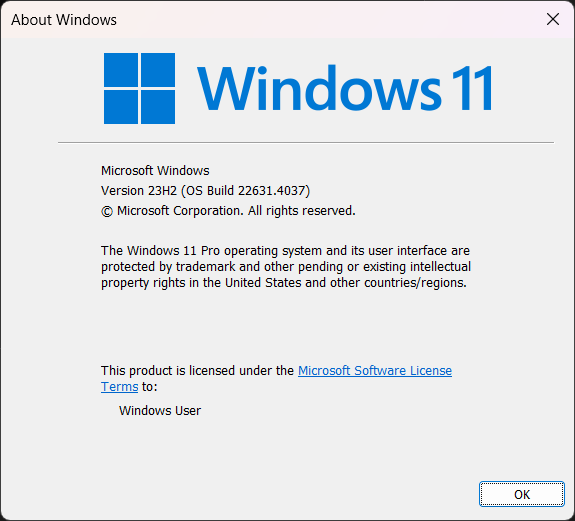 About Windows
Windows 11
Microsoft Windows
Version 23H2 (OS Build 22631.4037)
© Microsoft Corporation. All rights reserved.
The Windows 11 Pro operating system and its user interface are
protected by trademark and other pending or existing intellectual
property rights in the United States and other countries/regions.
This product is licensed under the Microsoft Software License
Terms to:
Windows User
OK